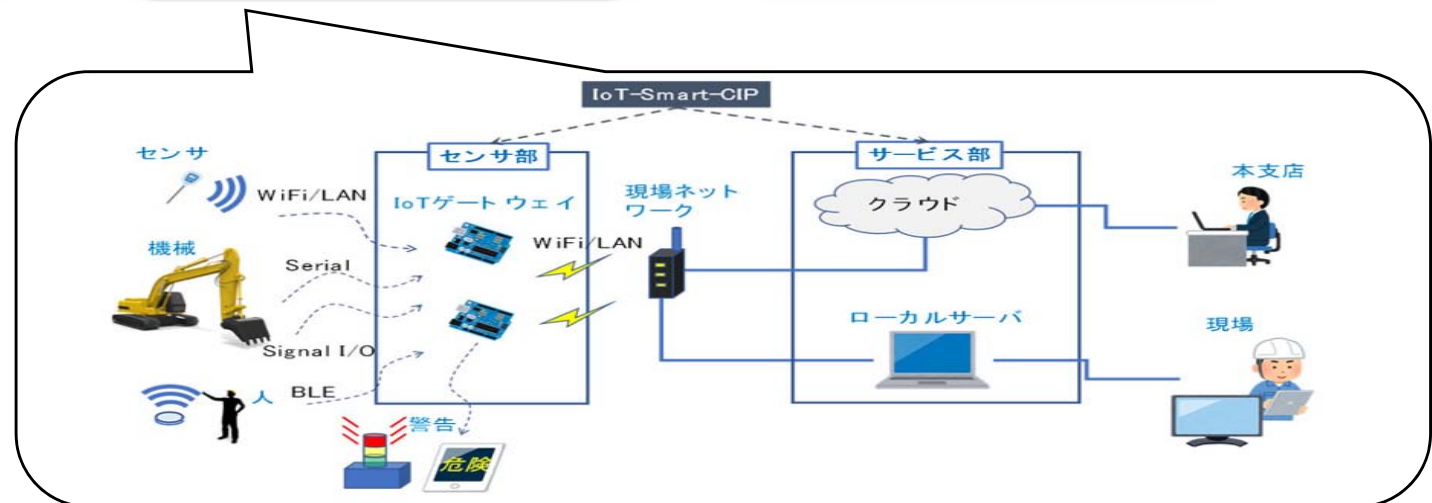 IoT-Smart-CIP
センサ部
サービス部
センサ
WiFi/LAN
IoTゲートウェイ
現場ネット
ワーク
クラウド
本支店
機械
Serial
WiFi/LAN
Signal I/O
ローカルサーバ
現場
人
BLE
警告
危険